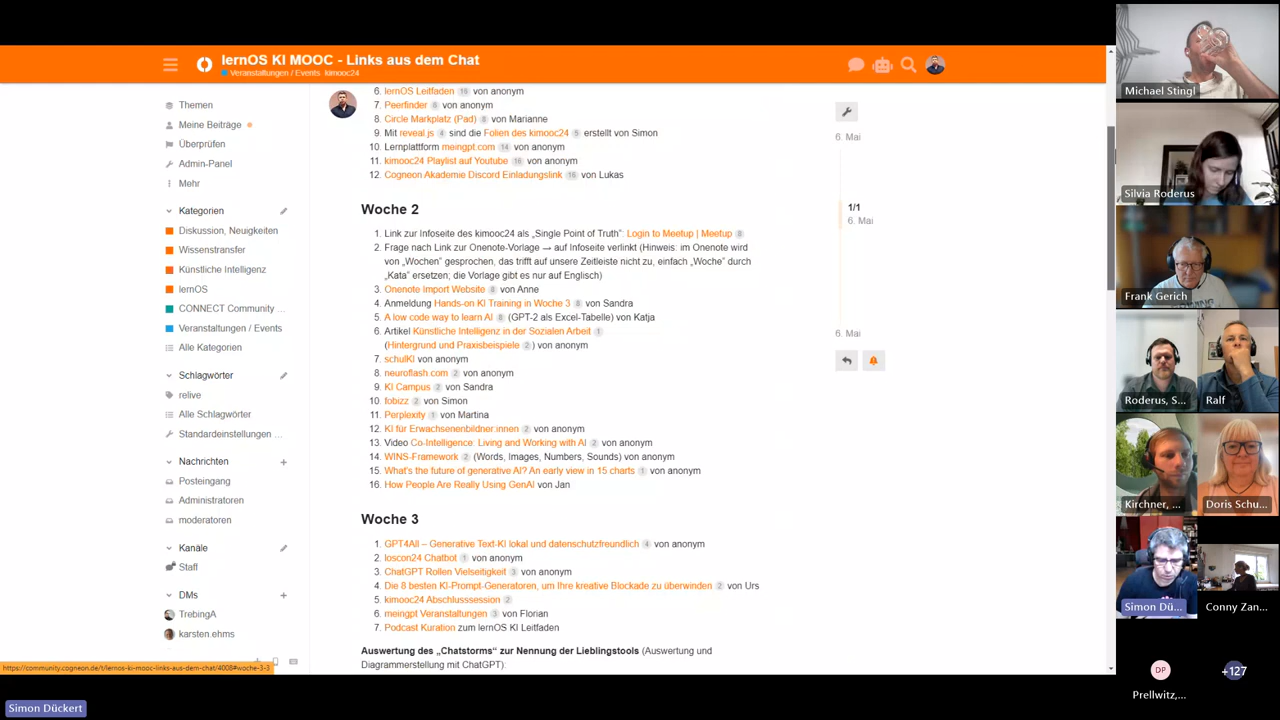 lernOS KI MOOC - Links aus dem Chat
Veranstaltungen / Events kimooc24
Themen
Meine Beiträge
Überprüfen
Admin-Panel
Mehr
Kategorien
Diskussion, Neuigkeiten
Wissenstransfer
Künstliche Intelligenz
lernOS
CONNECT Community ...
Veranstaltungen / Events
Alle Kategorien
Schlagwörter
relive
Alle Schlagwörter
Standardeinstellungen ...
Nachrichten
Posteingang
Administratoren
moderatoren
Kanäle
Staff
DMs
TrebingA
karsten.ehms
https://community.cogneon.de/t/lernos-ki-mooc-links-aus-dem-chat/4008#woche-3-3
Simon Dückert
6. lernOS Leitfaden 16 von anonym
7. Peerfinder 6 von anonym
8. Circle Markplatz (Pad) 8 von Marianne
9. Mit reveal.js 4 sind die Folien des kimooc24 5 erstellt von Simon
10. Lernplattform meingpt.com 14 von anonym
11. kimooc24 Playlist auf Youtube 16 von anonym
12. Cogneon Akademie Discord Einladungslink 16 von Lukas
Woche 2
1. Link zur Infoseite des kimooc24 als „Single Point of Truth“: Login to Meetup | Meetup 8
2. Frage nach Link zur Onenote-Vorlage → auf Infoseite verlinkt (Hinweis: im Onenote wird
von „Wochen“ gesprochen, das trifft auf unsere Zeitleiste nicht zu, einfach „Woche“ durch
„Kata“ ersetzen; die Vorlage gibt es nur auf Englisch)
3. Onenote Import Website 8 von Anne
4. Anmeldung Hands-on KI Training in Woche 3 8 von Sandra
5. A low code way to learn AI 8 (GPT-2 als Excel-Tabelle) von Katja
6. Artikel Künstliche Intelligenz in der Sozialen Arbeit 1
(Hintergrund und Praxisbeispiele 2 ) von anonym
7. schulKI von anonym
8. neuroflash.com 2 von anonym
9. KI Campus 2 von Sandra
10. fobizz 2 von Simon
11. Perplexity 1 von Martina
12. KI für Erwachsenenbildner:innen 2 von anonym
13. Video Co-Intelligence: Living and Working with AI 2 von anonym
14. WINS-Framework 2 (Words, Images, Numbers, Sounds) von anonym
15. What's the future of generative AI? An early view in 15 charts 1 von anonym
16. How People Are Really Using GenAI von Jan
Woche 3
1. GPT4All – Generative Text-KI lokal und datenschutzfreundlich 4 von anonym
2. loscon24 Chatbot 1 von anonym
3. ChatGPT Rollen Vielseitigkeit 3 von anonym
4. Die 8 besten KI-Prompt-Generatoren, um Ihre kreative Blockade zu überwinden 2 von Urs
5. kimooc24 Abschlusssession 2
6. meingpt Veranstaltungen 3 von Florian
7. Podcast Kuration zum lernOS KI Leitfaden
Auswertung des „Chatstorms“ zur Nennung der Lieblingstools (Auswertung und
Diagrammerstellung mit ChatGPT):
6. Mai
1/1
6. Mai
6. Mai
Michael Stingl
Silvia Roderus
Frank Gerich
Roderus, S...
Ralf
Kirchner, ...
Doris Schu...
Simon Dü...
Conny Zan...
DP
Prellwitz,...
+127